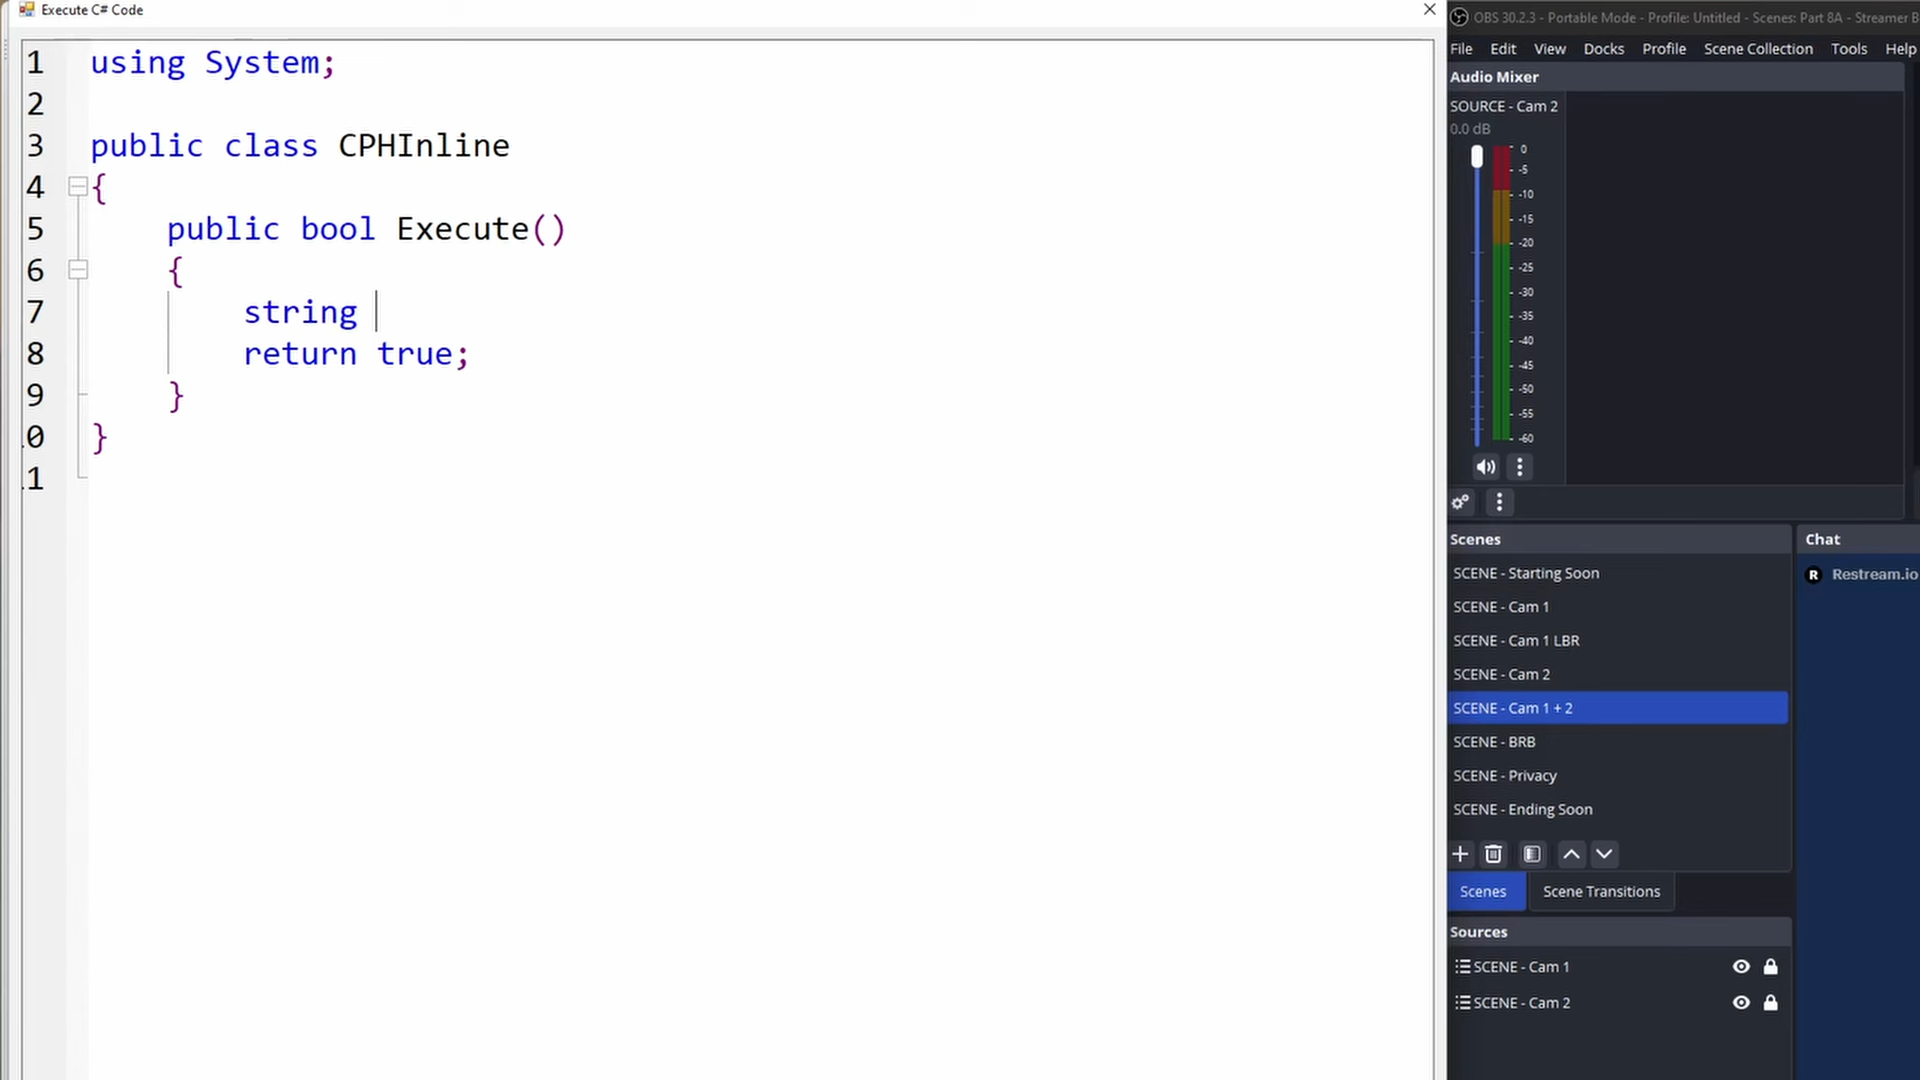 Execute C# Code
1 using System;
2
3 public class CPHInline
4 {
5 public bool Execute()
6 {
7 string
8 return true;
9 }
10 }
11
OBS 30.2.3 - Portable Mode - Profile: Untitled - Scenes: Part 8A - Streamer B
File Edit View Docks Profile Scene Collection Tools Help
Audio Mixer
SOURCE - Cam 2
0.0 dB
0
-5
-10
-15
-20
-25
-30
-35
-40
-45
-50
-55
-60
Scenes
SCENE - Starting Soon
SCENE - Cam 1
SCENE - Cam 1 LBR
SCENE - Cam 2
SCENE - Cam 1 + 2
SCENE - BRB
SCENE - Privacy
SCENE - Ending Soon
Scenes Scene Transitions
Sources
SCENE - Cam 1
SCENE - Cam 2
Chat
R Restream.io